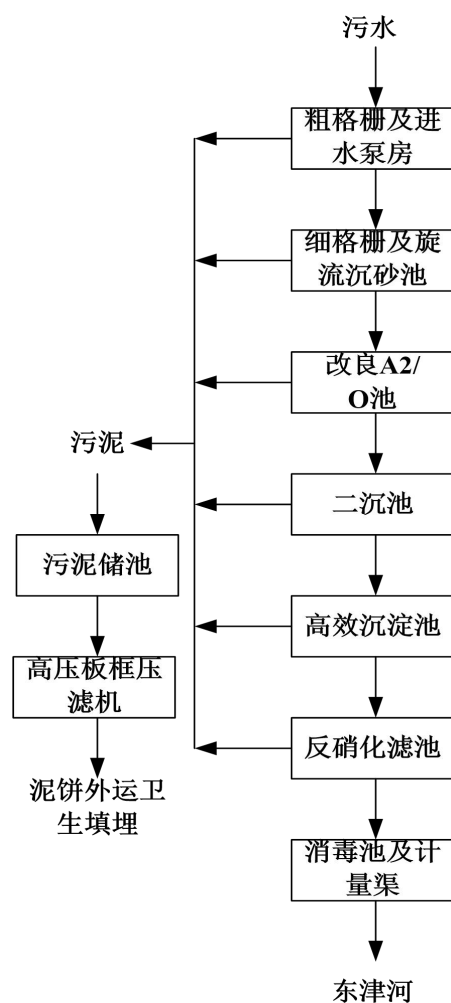 污水
粗格栅及进
水泵房
细格栅及旋
流沉砂池
改良A2/
O池
污泥
二沉池
污泥储池
高效沉淀池
高压板框压
滤机
反硝化滤池
泥饼外运卫
生填埋
消毒池及计
量渠
东津河